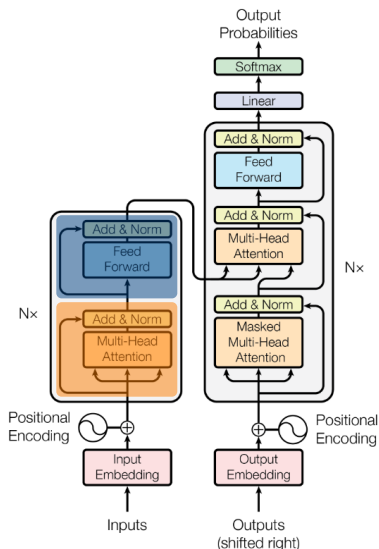 Output
Probabilities
Softmax
Linear
Add & Norm
Feed
Forward
Add & Norm
Multi-Head
Attention
Nx
Add & Norm
Masked
Multi-Head
Attention
Add & Norm
Feed
Forward
Nx
Add & Norm
Multi-Head
Attention
Positional
Encoding
Positional
Encoding
Input
Embedding
Output
Embedding
Inputs
Outputs
(shifted right)